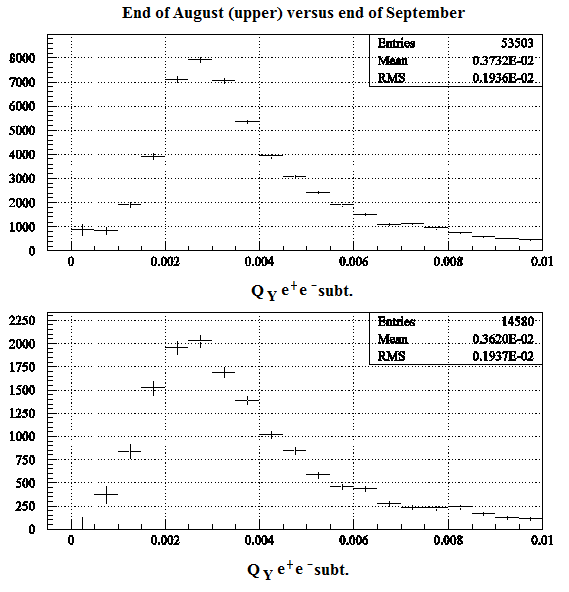 End of August (upper) versus end of September
Entries 53503
Mean 0.3732E-02
RMS 0.1936E-02
8000
7000
6000
5000
4000
3000
2000
1000
0
0 0.002 0.004 0.006 0.008 0.01
Q Y e+ e - subt.
Entries 14580
Mean 0.3620E-02
RMS 0.1937E-02
2250
2000
1750
1500
1250
1000
750
500
250
0
0 0.002 0.004 0.006 0.008 0.01
Q Y e+ e - subt.